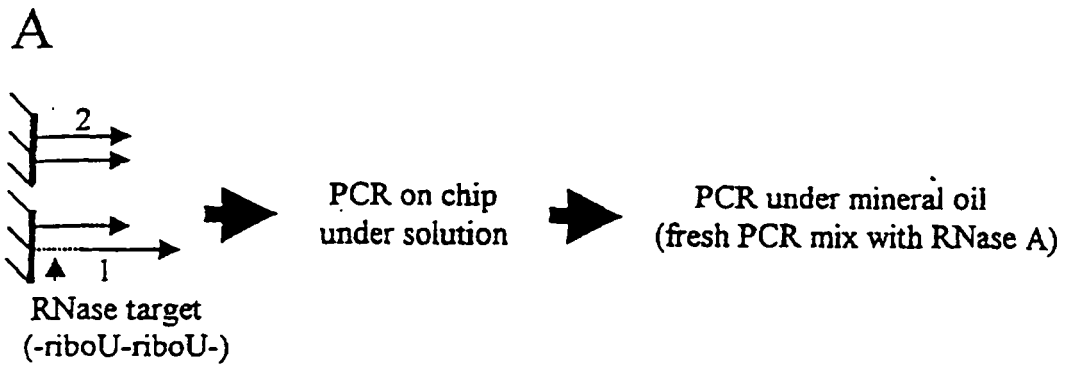 A
2
1
RNase target
(-riboU-riboU-)
PCR on chip
under solution
PCR under mineral oil
(fresh PCR mix with RNase A)